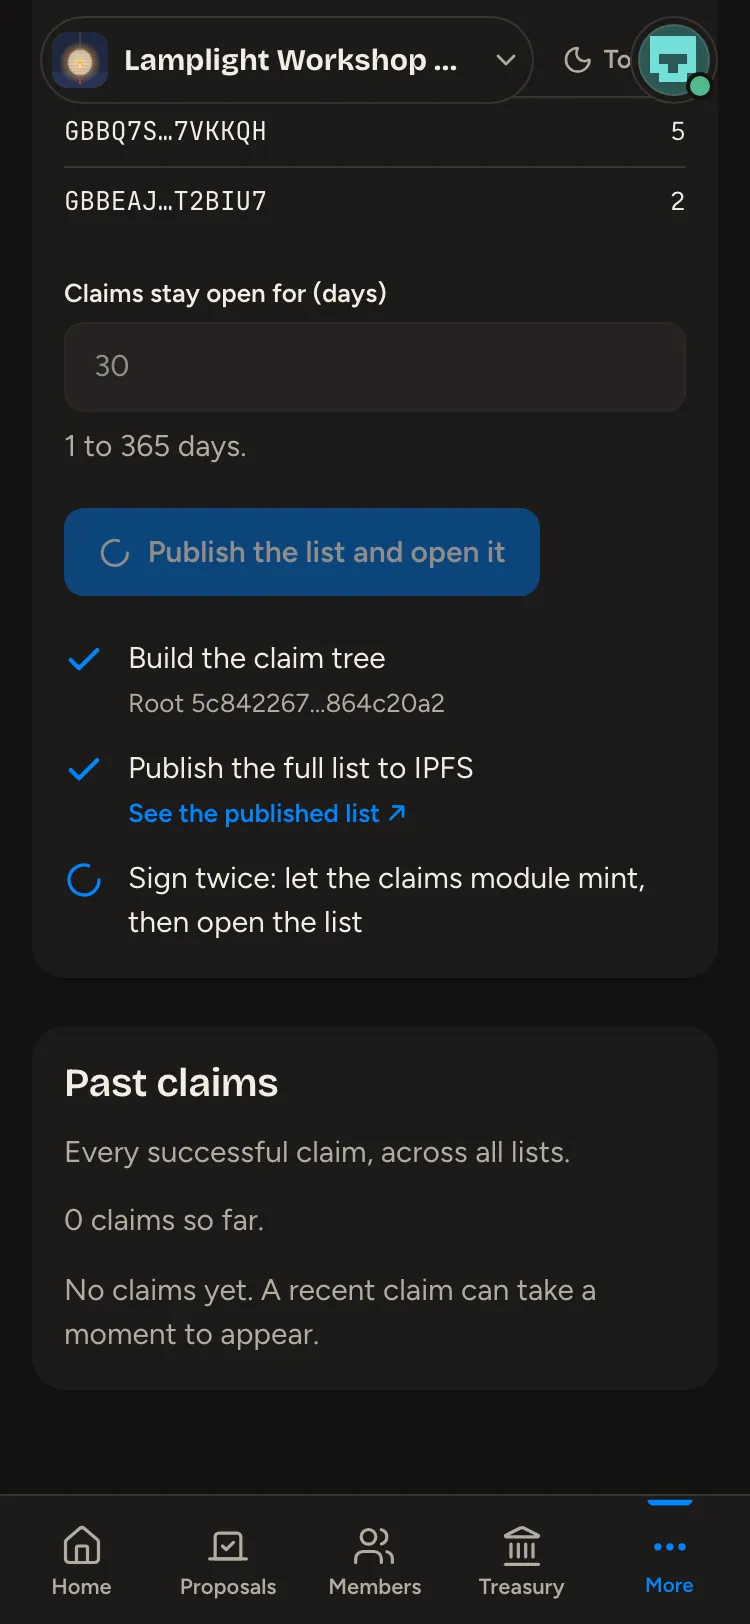 Lamplight Workshop ...
To
GBBQ7S…7VKKQH 5
GBBEAJ…T2BIU7 2
Claims stay open for (days)
30
1 to 365 days.
Publish the list and open it
Build the claim tree
Root 5c842267…864c20a2
Publish the full list to IPFS
See the published list ↗
Sign twice: let the claims module mint,
then open the list
Past claims
Every successful claim, across all lists.
0 claims so far.
No claims yet. A recent claim can take a
moment to appear.
Home Proposals Members Treasury More